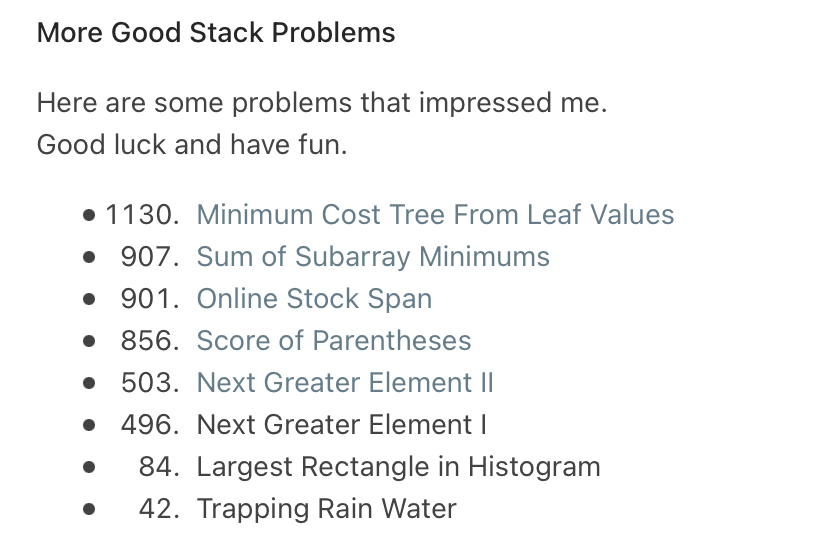 More Good Stack Problems
Here are some problems that impressed me.
Good luck and have fun.
• 1130. Minimum Cost Tree From Leaf Values
• 907. Sum of Subarray Minimums
• 901. Online Stock Span
• 856. Score of Parentheses
• 503. Next Greater Element II
• 496. Next Greater Element I
• 84. Largest Rectangle in Histogram
• 42. Trapping Rain Water